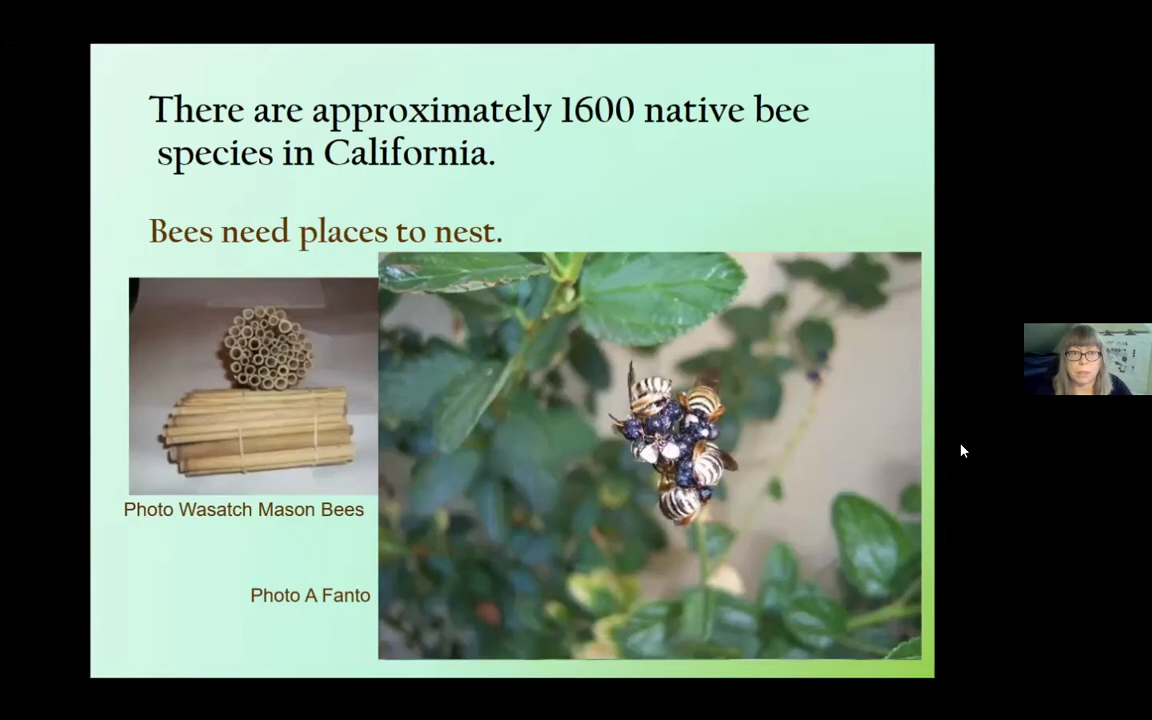 There are approximately 1600 native bee
species in California.
Bees need places to nest.
Photo Wasatch Mason Bees
Photo A Fanto